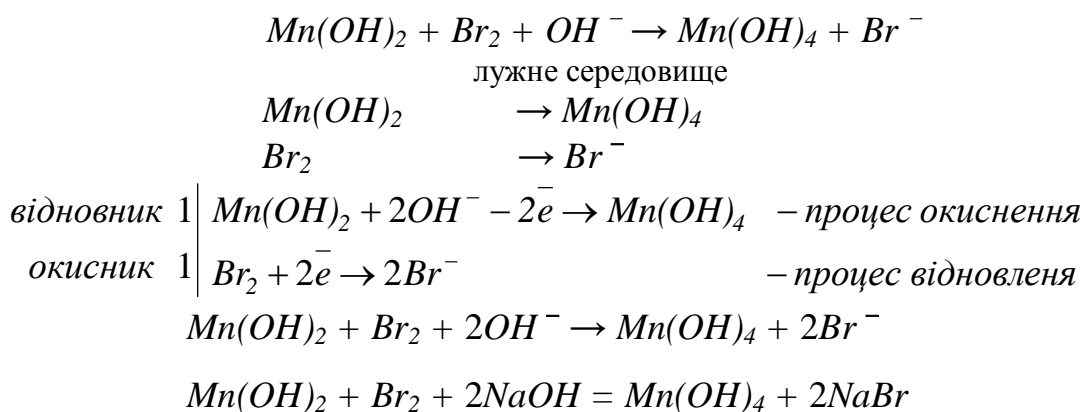 Mn(OH)₂ + Br₂ + OH⁻ → Mn(OH)₄ + Br⁻
лужне середовище
Mn(OH)₂ → Mn(OH)₄
Br₂ → Br⁻
відновник 1| Mn(OH)₂ + 2OH⁻ − 2e̅ → Mn(OH)₄ – процес окиснення
окисник 1| Br₂ + 2e̅ → 2Br⁻ – процес відновленя
Mn(OH)₂ + Br₂ + 2OH⁻ → Mn(OH)₄ + 2Br⁻
Mn(OH)₂ + Br₂ + 2NaOH = Mn(OH)₄ + 2NaBr